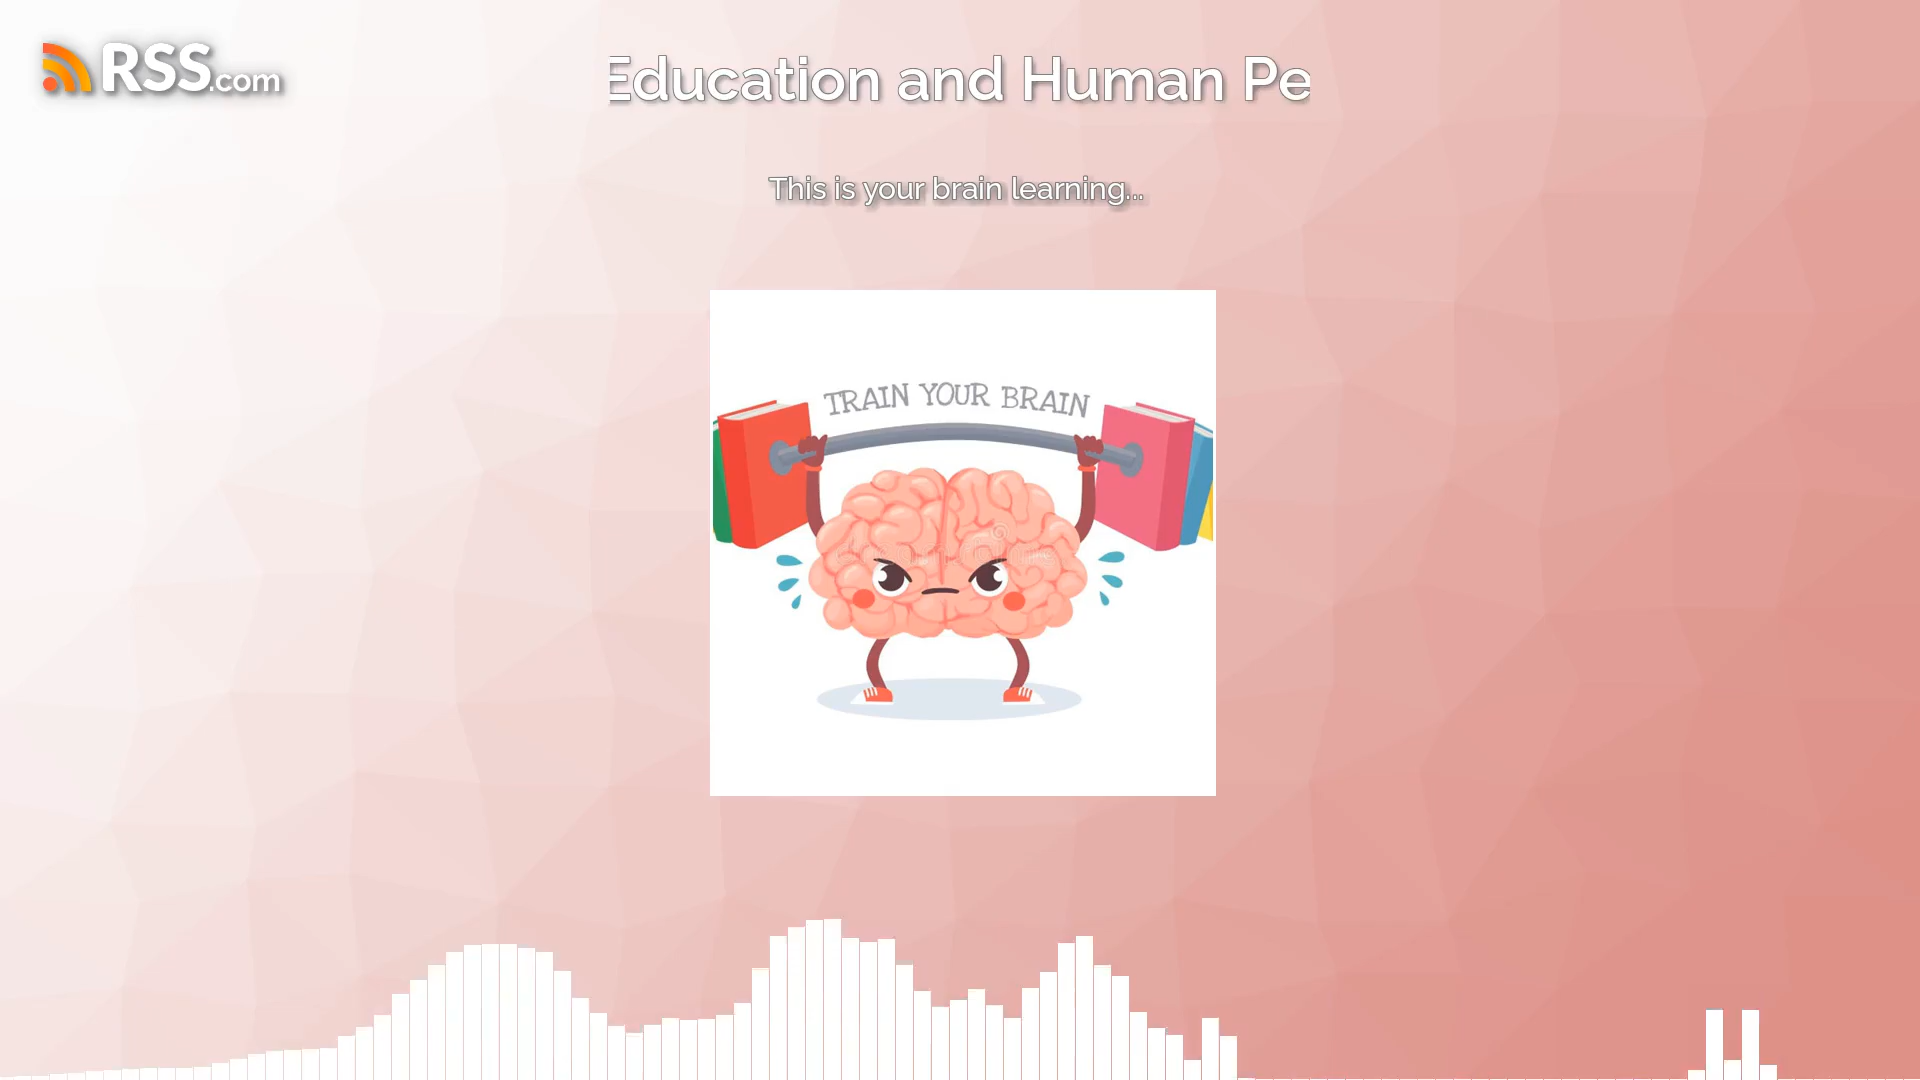 RSS.com
Education and Human Pe
This is your brain learning...
TRAIN YOUR BRAIN